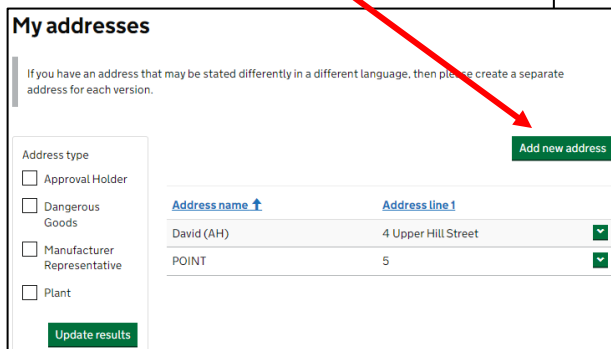 My addresses
If you have an address that may be stated differently in a different language, then please create a separate
address for each version.
Add new address
Address type
Approval Holder
Dangerous
Goods
Manufacturer
Representative
Plant
Update results
Address name ↑ Address line 1
David (AH) 4 Upper Hill Street
POINT 5